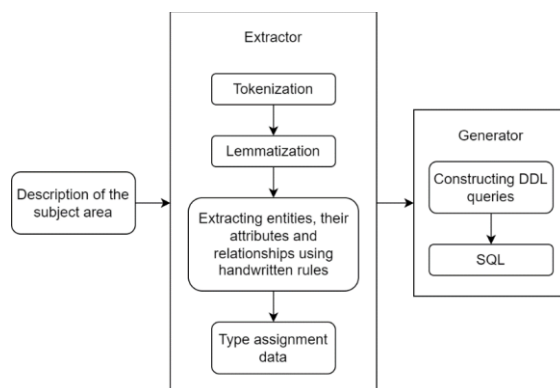 Extractor
Tokenization
Lemmatization
Description of the
subject area
Extracting entities, their
attributes and
relationships using
handwritten rules
Type assignment
data
Generator
Constructing DDL
queries
SQL